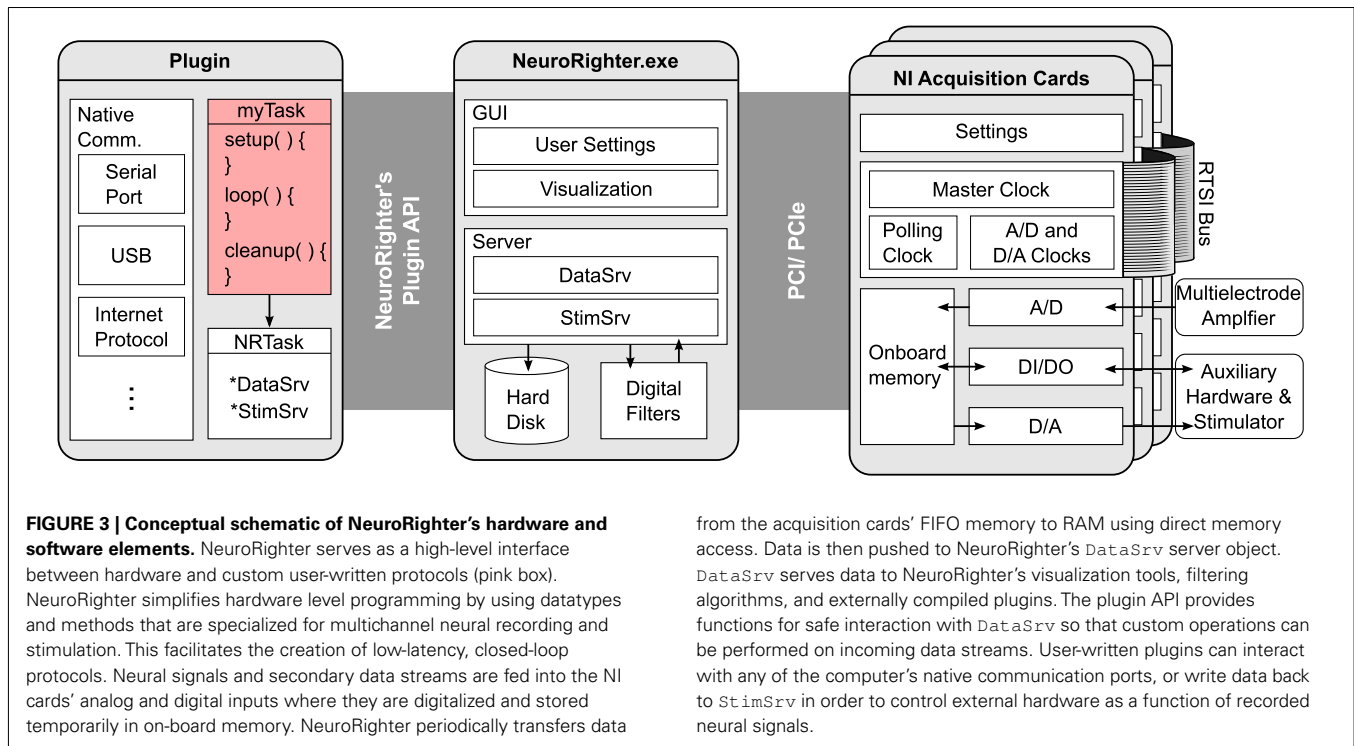 Plugin
Native
Comm.
Serial
Port
USB
Internet
Protocol
⋮
myTask
setup( ) {
}
loop( ) {
}
cleanup( ) {
}
NRTask
*DataSrv
*StimSrv
NeuroRighter's
Plugin API
NeuroRighter.exe
GUI
User Settings
Visualization
Server
DataSrv
StimSrv
Hard
Disk
Digital
Filters
PCI/ PCIe
NI Acquisition Cards
Settings
Master Clock
Polling
Clock
A/D and
D/A Clocks
RTSI Bus
Onboard
memory
A/D
DI/DO
D/A
Multielectrode
Amplfier
Auxiliary
Hardware &
Stimulator
FIGURE 3 | Conceptual schematic of NeuroRighter’s hardware and
software elements. NeuroRighter serves as a high-level interface
between hardware and custom user-written protocols (pink box).
NeuroRighter simplifies hardware level programming by using datatypes
and methods that are specialized for multichannel neural recording and
stimulation. This facilitates the creation of low-latency, closed-loop
protocols. Neural signals and secondary data streams are fed into the NI
cards’ analog and digital inputs where they are digitalized and stored
temporarily in on-board memory. NeuroRighter periodically transfers data
from the acquisition cards’ FIFO memory to RAM using direct memory
access. Data is then pushed to NeuroRighter’s DataSrv server object.
DataSrv serves data to NeuroRighter’s visualization tools, filtering
algorithms, and externally compiled plugins. The plugin API provides
functions for safe interaction with DataSrv so that custom operations can
be performed on incoming data streams. User-written plugins can interact
with any of the computer’s native communication ports, or write data back
to StimSrv in order to control external hardware as a function of recorded
neural signals.